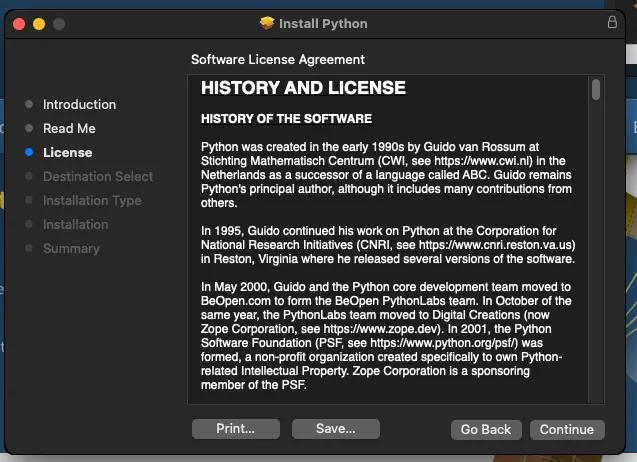 Install Python
Software License Agreement
Introduction
Read Me
License
Destination Select
Installation Type
Installation
Summary
HISTORY AND LICENSE
HISTORY OF THE SOFTWARE
Python was created in the early 1990s by Guido van Rossum at
Stichting Mathematisch Centrum (CWI, see https://www.cwi.nl) in the
Netherlands as a successor of a language called ABC. Guido remains
Python's principal author, although it includes many contributions from
others.
In 1995, Guido continued his work on Python at the Corporation for
National Research Initiatives (CNRI, see https://www.cnri.reston.va.us)
in Reston, Virginia where he released several versions of the software.
In May 2000, Guido and the Python core development team moved to
BeOpen.com to form the BeOpen PythonLabs team. In October of the
same year, the PythonLabs team moved to Digital Creations (now
Zope Corporation, see https://www.zope.dev). In 2001, the Python
Software Foundation (PSF, see https://www.python.org/psf/) was
formed, a non-profit organization created specifically to own Python-
related Intellectual Property. Zope Corporation is a sponsoring
member of the PSF.
Print...
Save...
Go Back
Continue